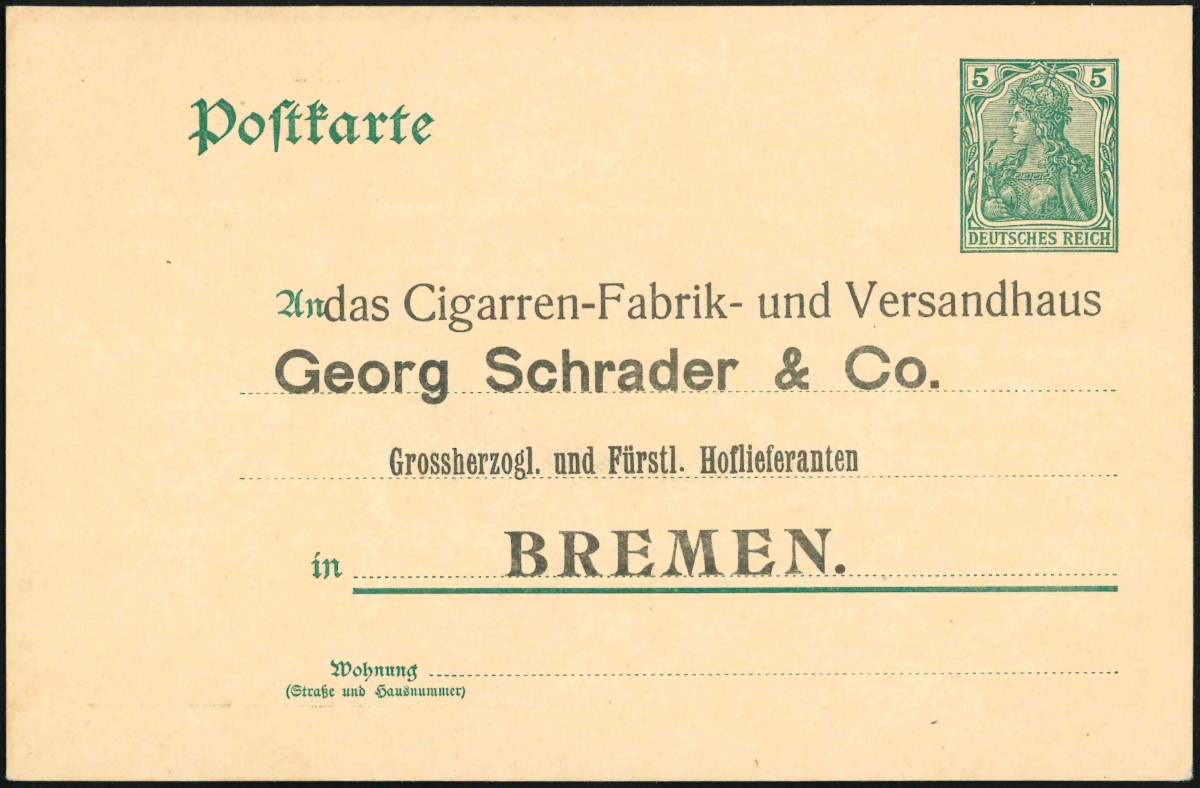 Postkarte
5 5
DEUTSCHES REICH
An das Cigarren-Fabrik- und Versandhaus
Georg Schrader & Co.
Grossherzogl. und Fürstl. Hoflieferanten
in BREMEN.
Wohnung
(Straße und Hausnummer)